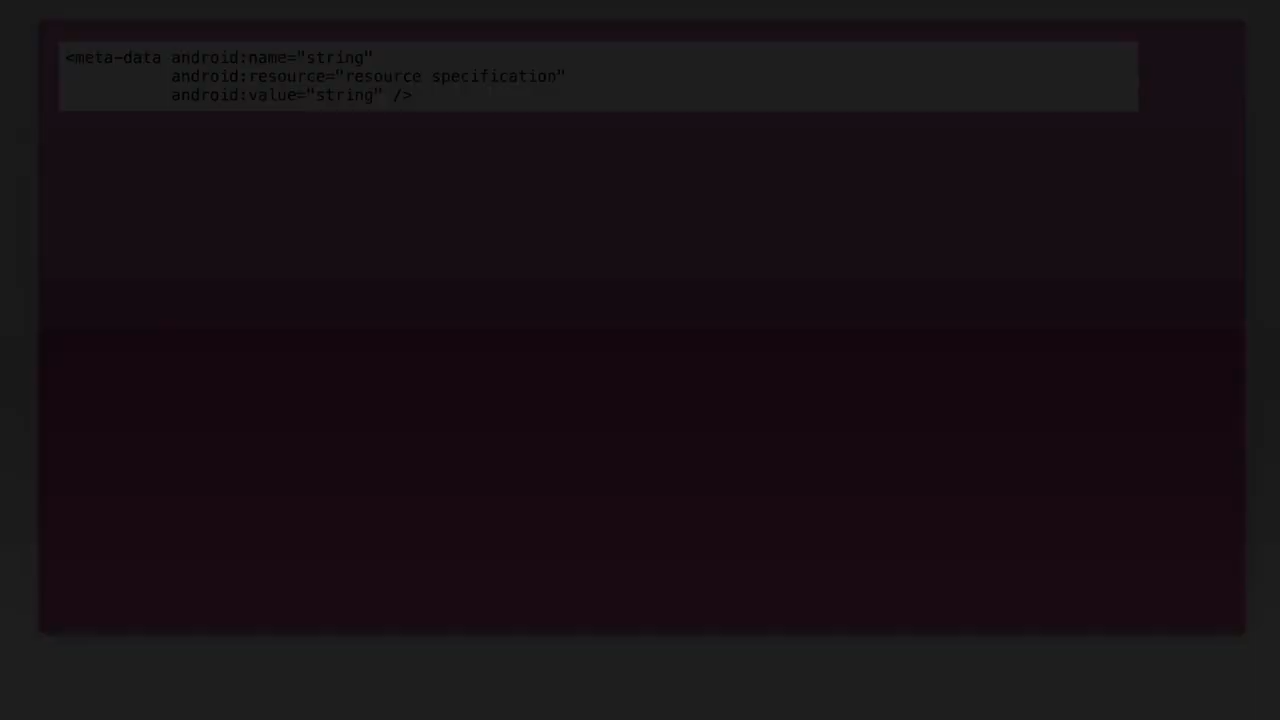 <meta-data android:name="string"
           android:resource="resource specification"
           android:value="string" />